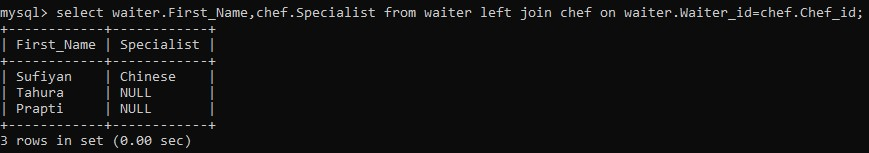 mysql> select waiter.First_Name,chef.Specialist from waiter left join chef on waiter.Waiter_id=chef.Chef_id;
+------------+------------+
| First_Name | Specialist |
+------------+------------+
| Sufiyan    | Chinese    |
| Tahura     | NULL       |
| Prapti     | NULL       |
+------------+------------+
3 rows in set (0.00 sec)